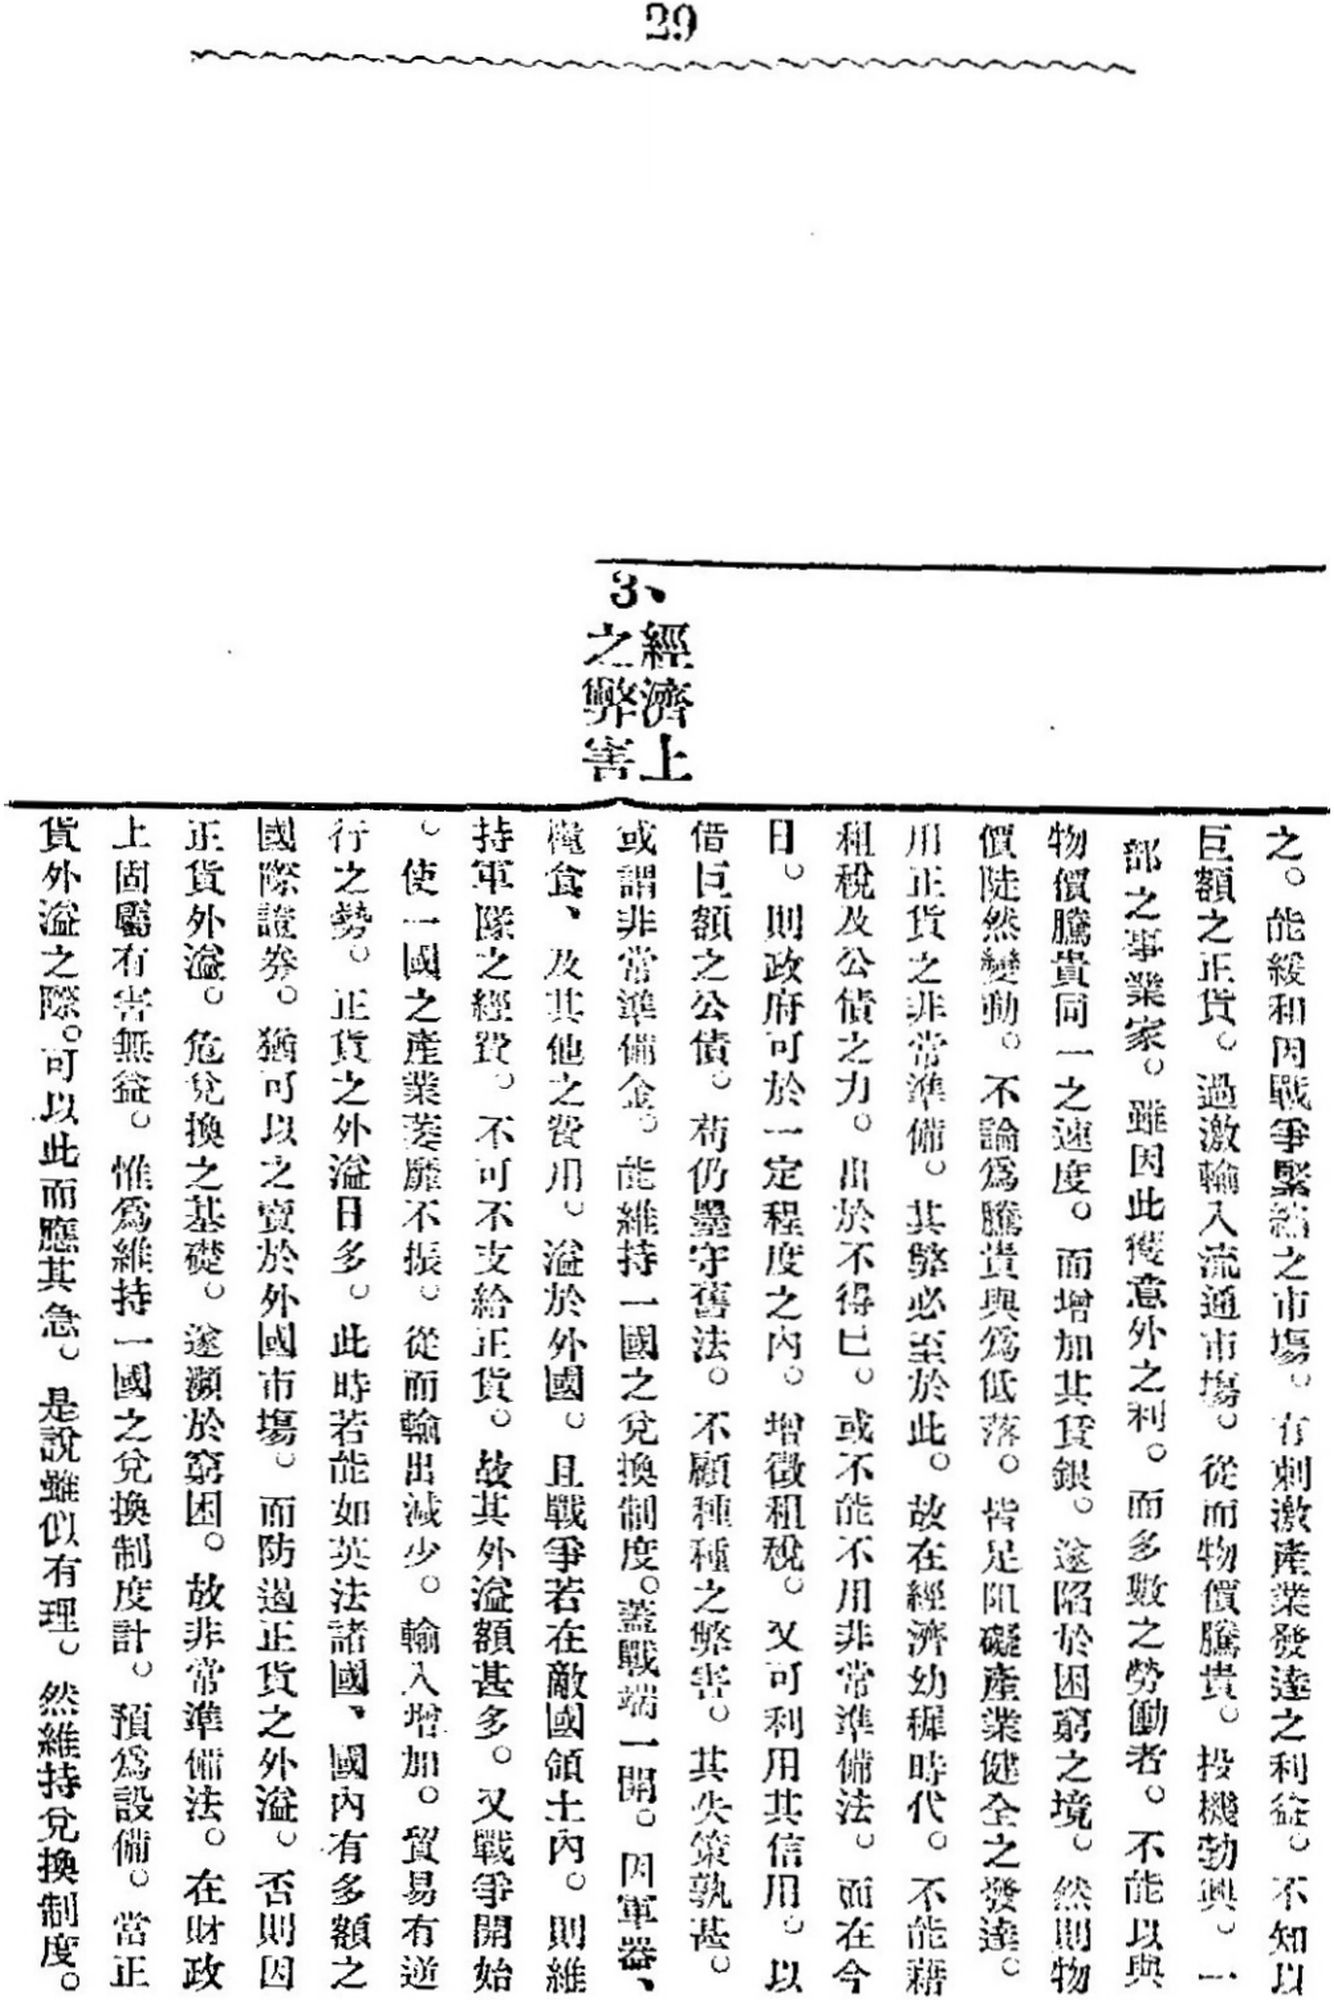 29
3、
經濟上
之弊害
之。能緩和因戰爭緊縮之市塲。有刺激產業發達之利益。不知以
巨額之正貨。過激輸入流通市塲。從而物價騰貴。投機勃興。一
部之事業家。雖因此獲意外之利。而多數之勞働者。不能以與
物價騰貴同一之速度。而增加其賃銀。遂陷於困窮之境。然則物
價陡然變動。不論爲騰貴與爲低落。皆足阻礙產業健全之發達。
用正貨之非常準備。其弊必至於此。故在經濟幼穉時代。不能藉
租稅及公債之力。出於不得已。或不能不用非常準備法。而在今
日。則政府可於一定程度之內。增徵租稅。又可利用其信用。以
借巨額之公債。苟仍墨守舊法。不顧種種之弊害。其失策孰甚。
或謂非常準備金。能維持一國之兌換制度。蓋戰端一開。因軍器、
糧食、及其他之費用。溢於外國。且戰爭若在敵國領土內。則維
持軍隊之經費。不可不支給正貨。故其外溢額甚多。又戰爭開始
。使一國之產業萎靡不振。從而輸出減少。輸入增加。貿易有逆
行之勢。正貨之外溢日多。此時若能如英法諸國、國內有多額之
國際證券。猶可以之賣於外國市塲。而防遏正貨之外溢。否則因
正貨外溢。危兌換之基礎。遂瀕於窮困。故非常準備法。在財政
上固屬有害無益。惟爲維持一國之兌換制度計。預爲設備。當正
貨外溢之際。可以此而應其急。是說雖似有理。然維持兌換制度。